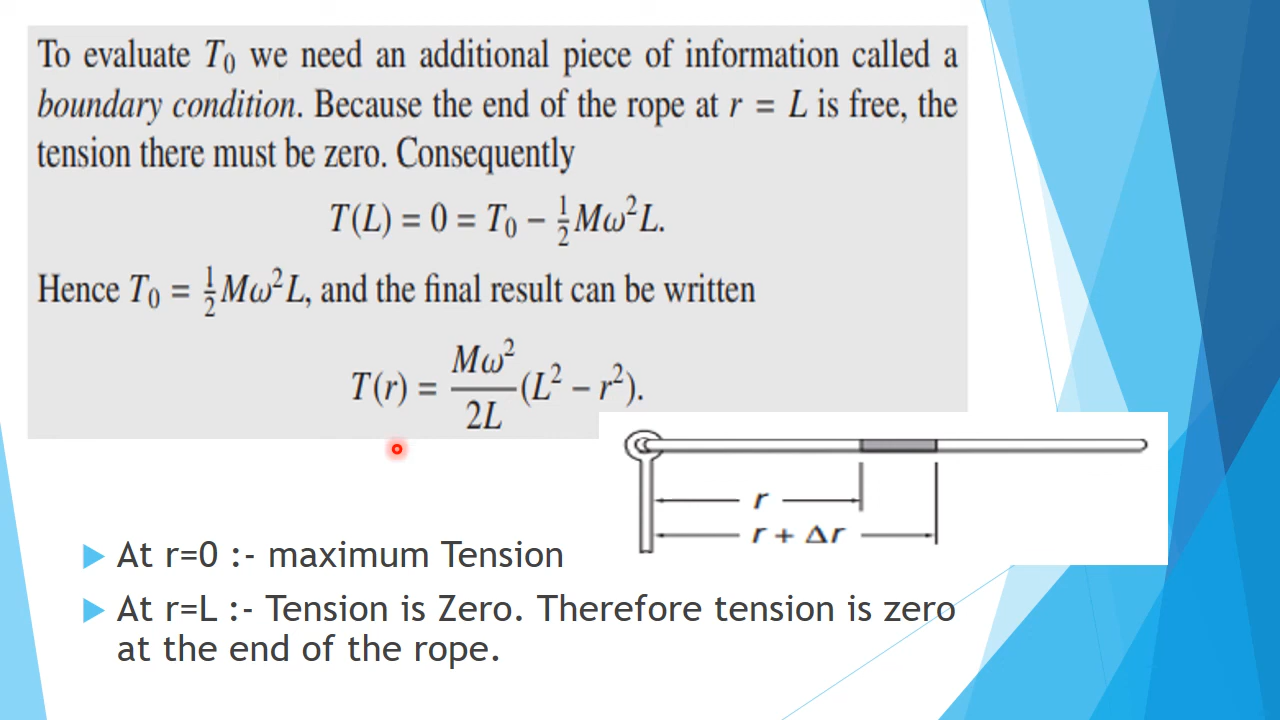 To evaluate T₀ we need an additional piece of information called a
boundary condition. Because the end of the rope at r = L is free, the
tension there must be zero. Consequently
T(L) = 0 = T₀ − ½Mω²L.
Hence T₀ = ½Mω²L, and the final result can be written
T(r) = Mω²/2L (L² − r²).
r
r + Δr
At r=0 :- maximum Tension
At r=L :- Tension is Zero. Therefore tension is zero
at the end of the rope.